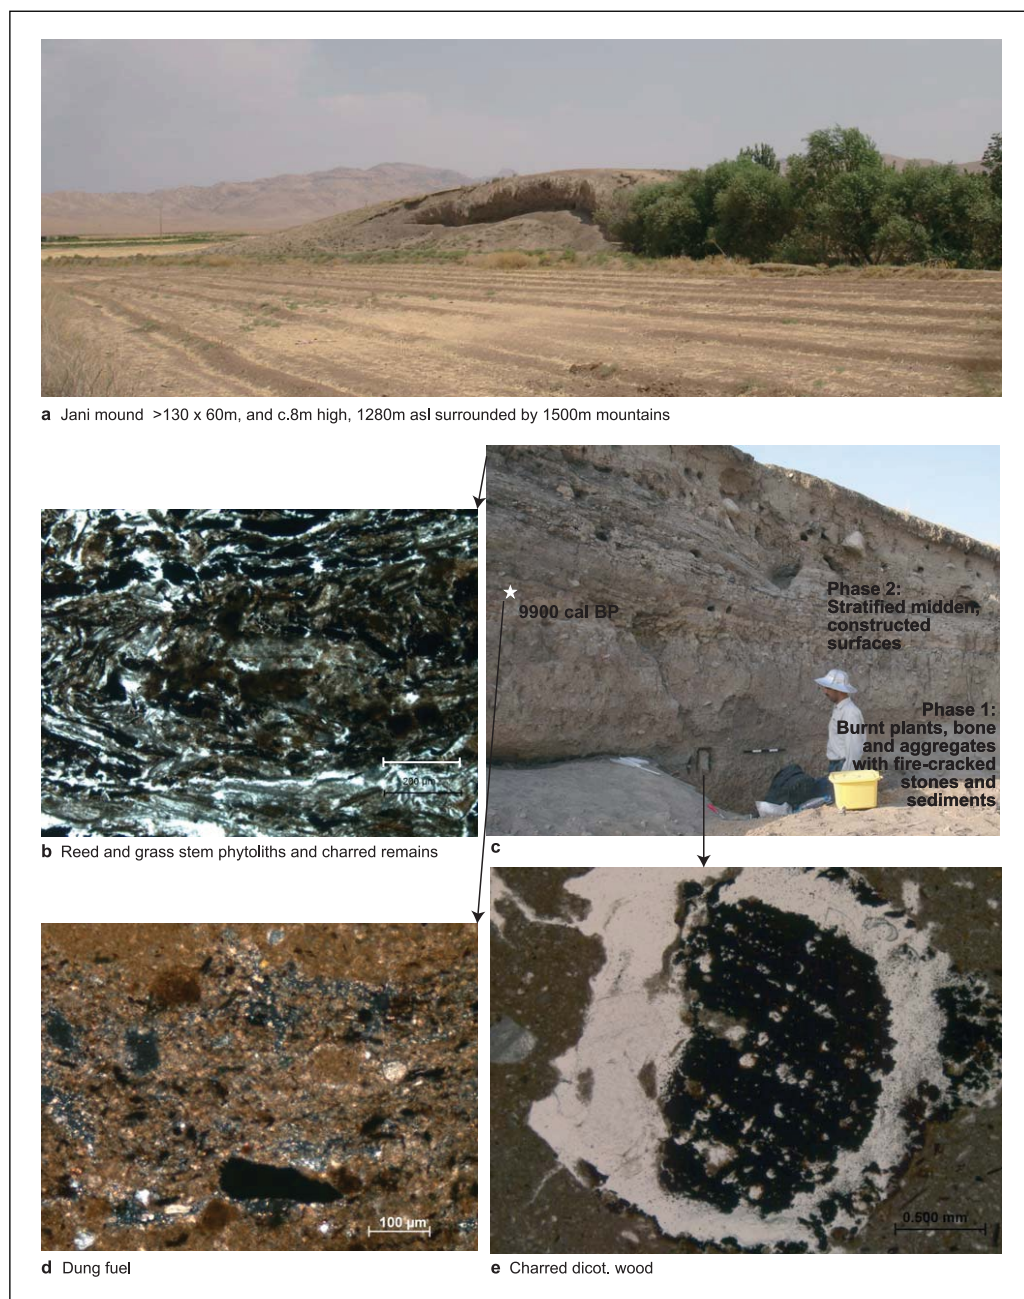 a Jani mound >130 x 60m, and c.8m high, 1280m asl surrounded by 1500m mountains
9900 cal BP
Phase 2:
Stratified midden,
constructed
surfaces
Phase 1:
Burnt plants, bone
and aggregates
with fire-cracked
stones and
sediments
200 µm
b Reed and grass stem phytoliths and charred remains
c
100 µm
0.500 mm
d Dung fuel
e Charred dicot. wood